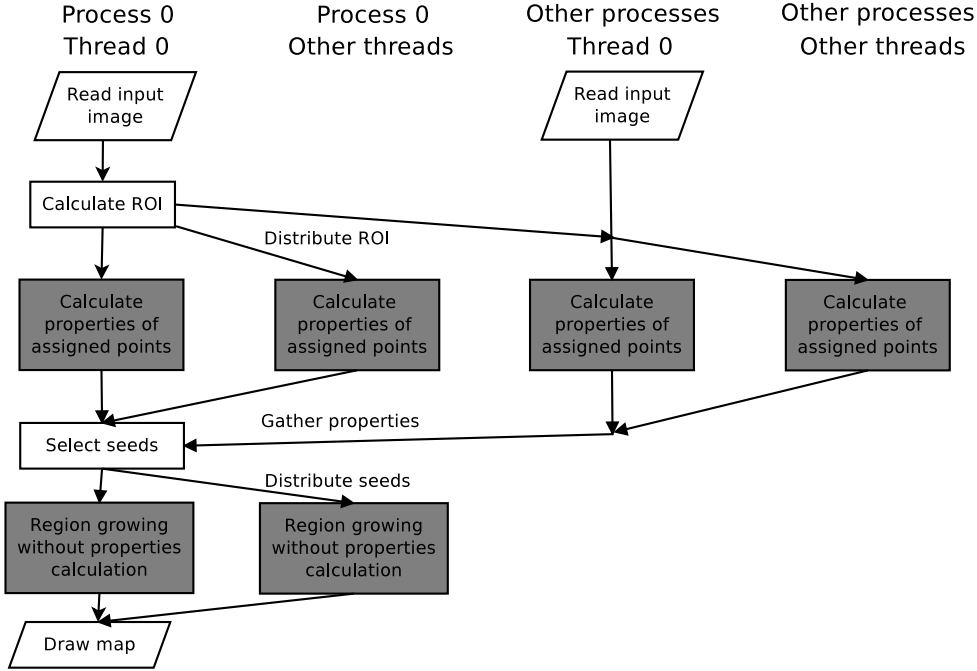 Process 0
Thread 0
Process 0
Other threads
Other processes
Thread 0
Other processes
Other threads
Read input
image
Read input
image
Calculate ROI
Distribute ROI
Calculate
properties of
assigned points
Calculate
properties of
assigned points
Calculate
properties of
assigned points
Calculate
properties of
assigned points
Gather properties
Select seeds
Distribute seeds
Region growing
without properties
calculation
Region growing
without properties
calculation
Draw map